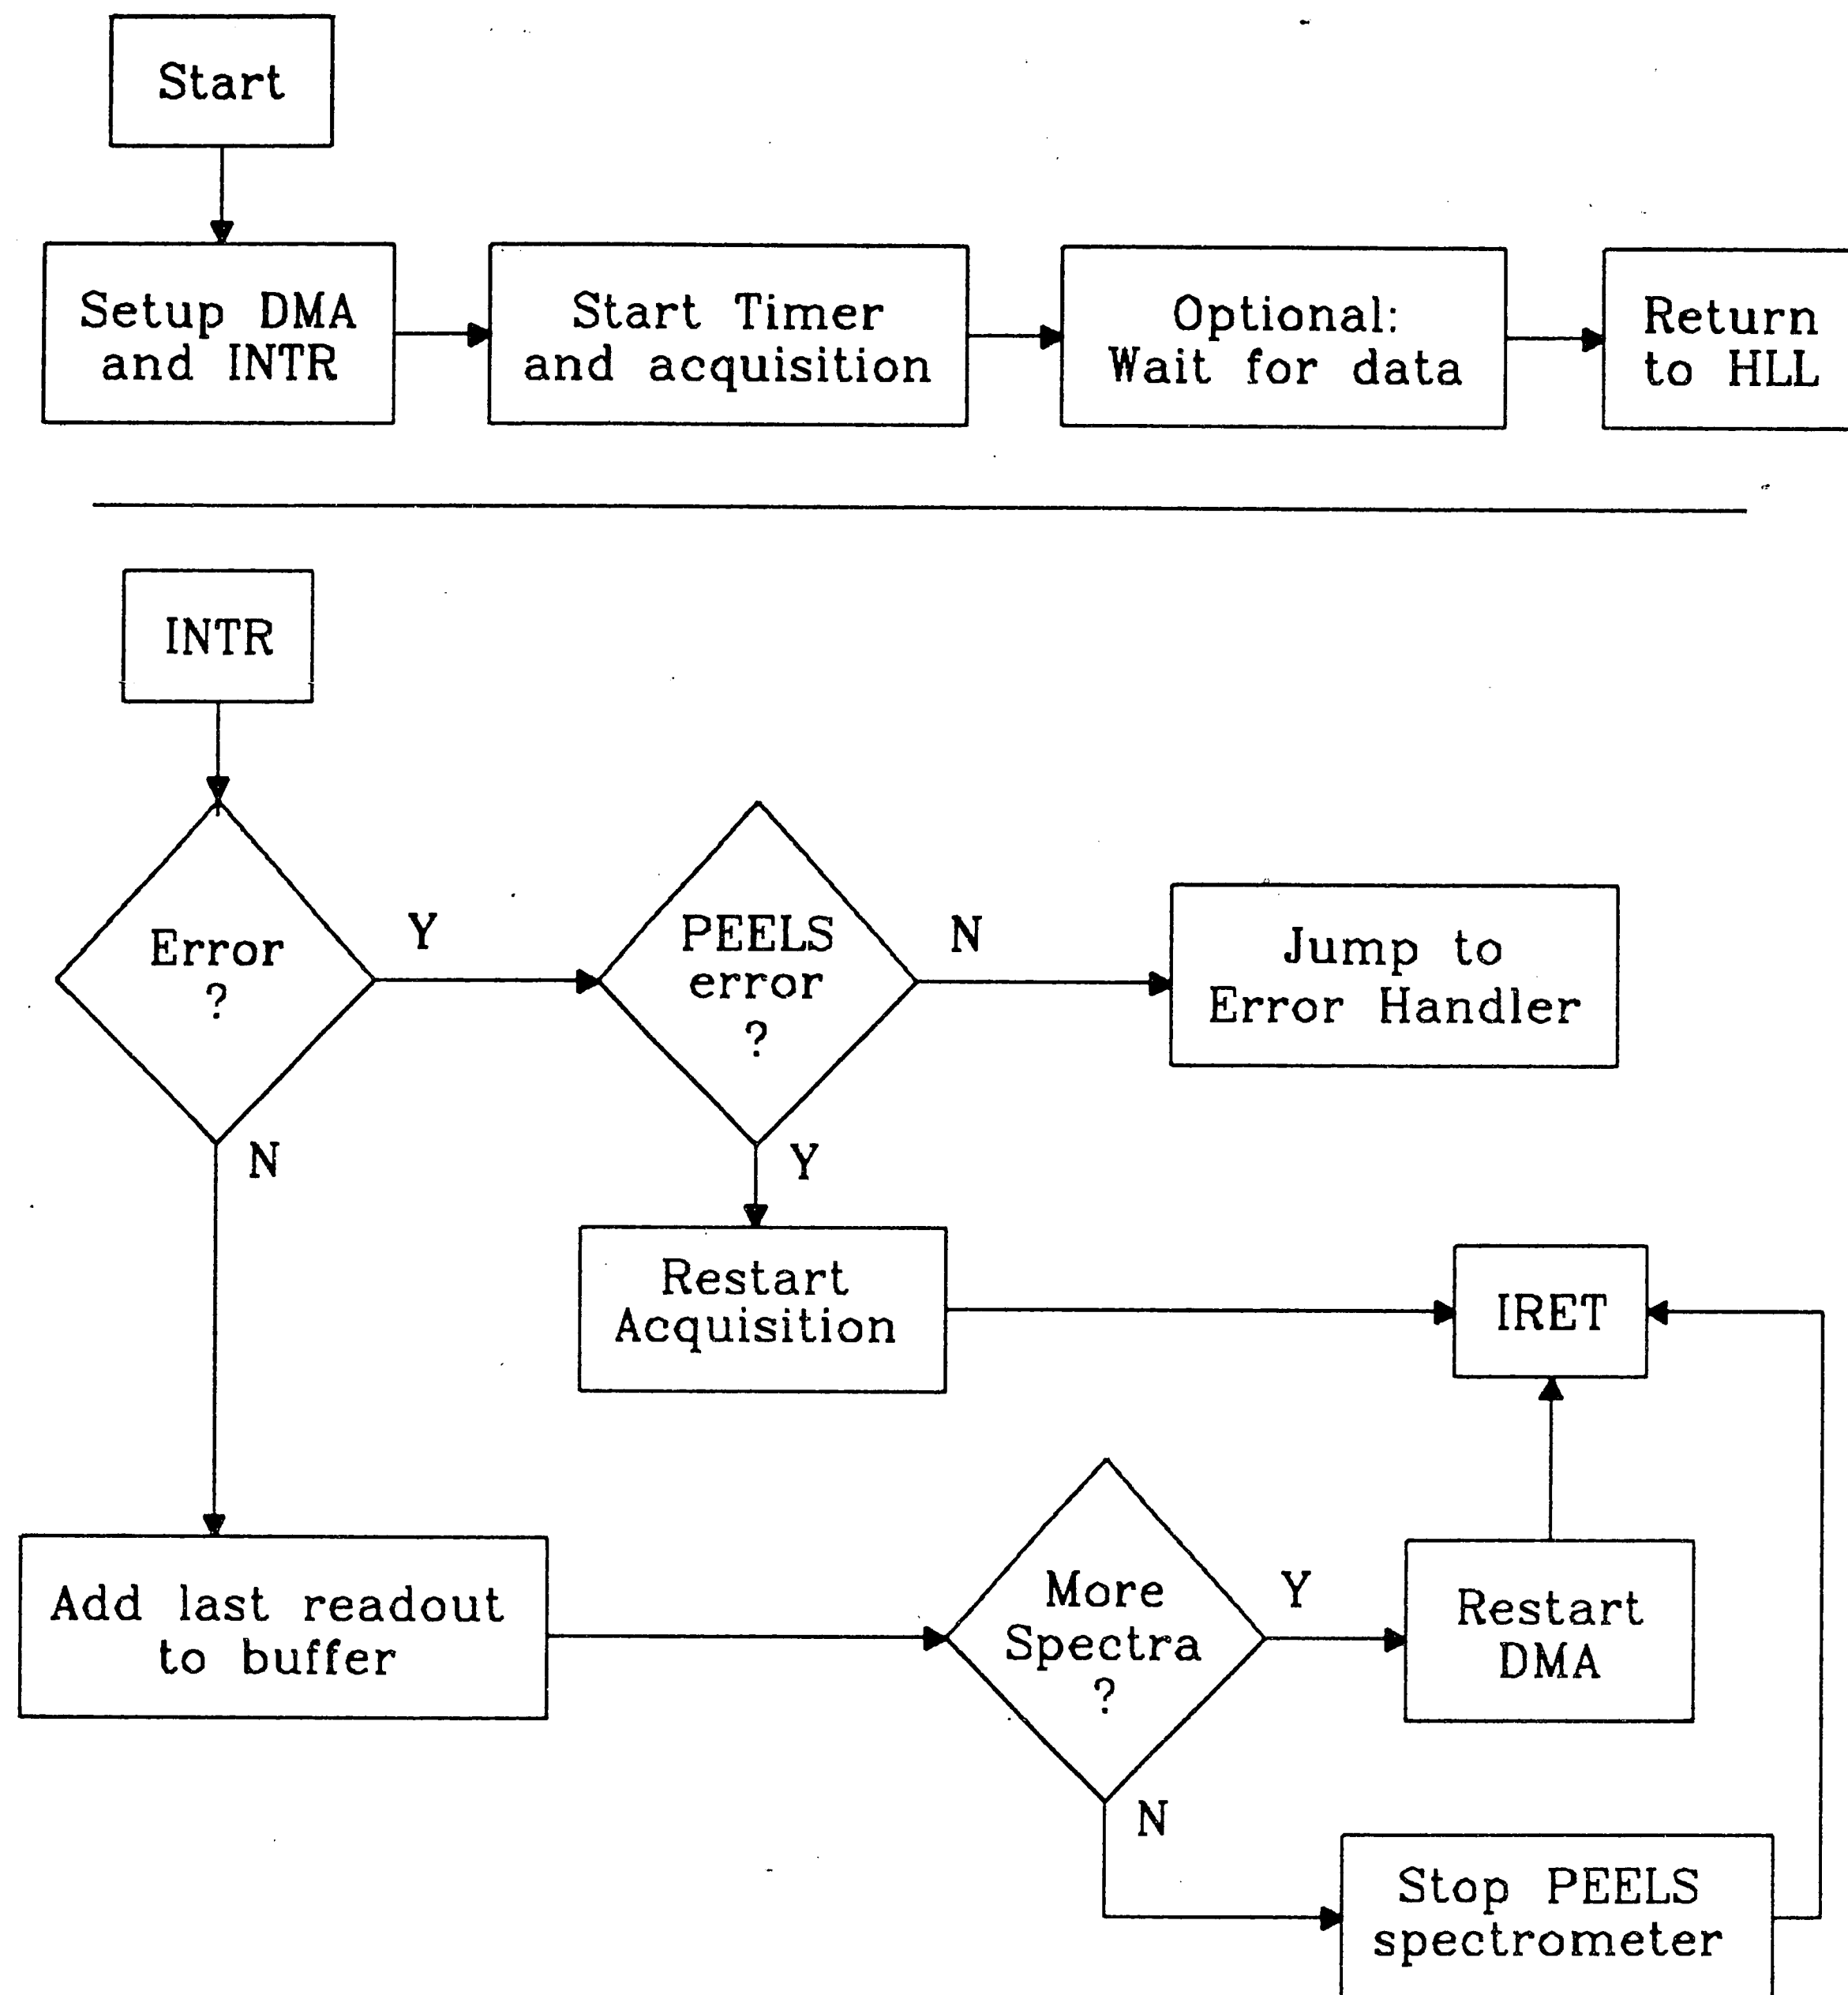 Start
Setup DMA
and INTR
Start Timer
and acquisition
Optional:
Wait for data
Return
to HLL
INTR
Error
?
Y
N
PEELS
error
?
N
Y
Jump to
Error Handler
Restart
Acquisition
IRET
Add last readout
to buffer
More
Spectra
?
Y
N
Restart
DMA
Stop PEELS
spectrometer